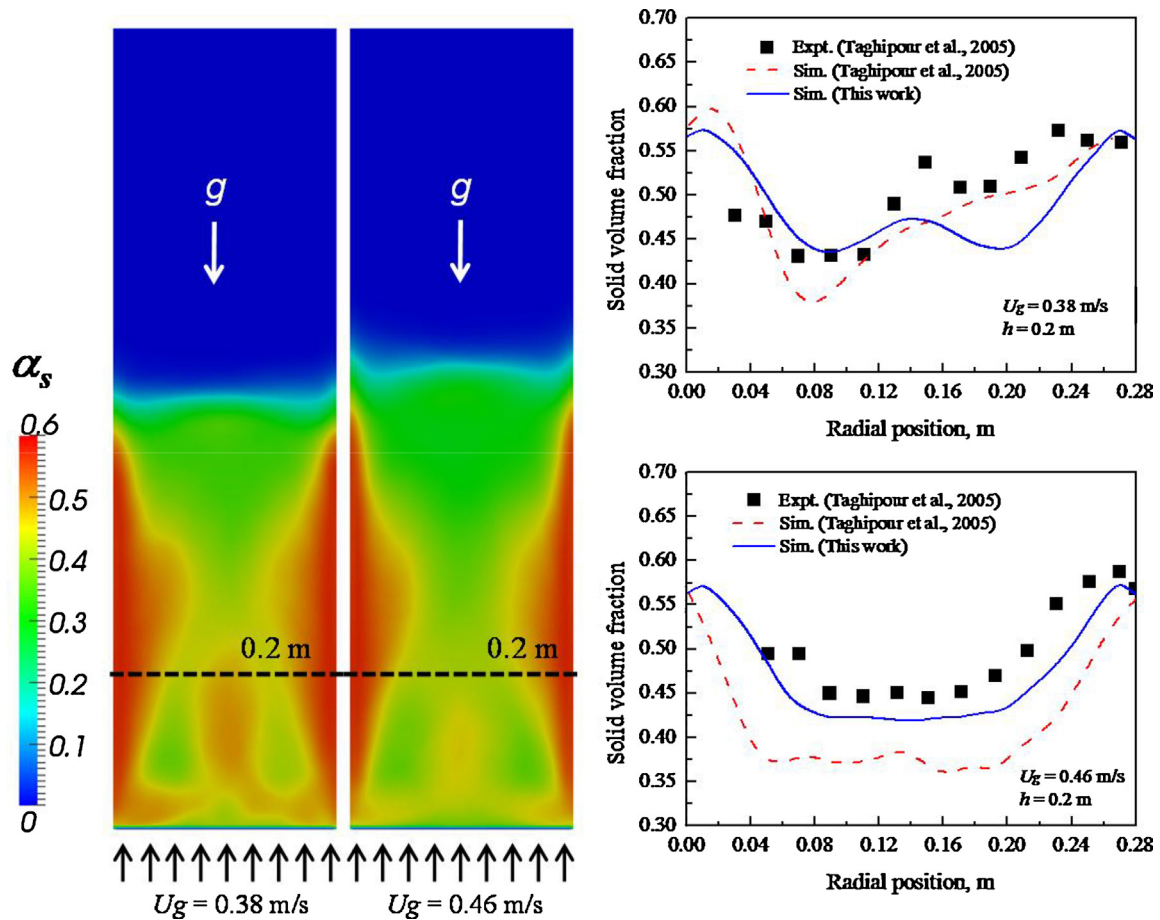 g
g
α_s
0.6
0.5
0.4
0.3
0.2
0.1
0
0.2 m
0.2 m
Ug = 0.38 m/s
Ug = 0.46 m/s
Solid volume fraction
0.70
0.65
0.60
0.55
0.50
0.45
0.40
0.35
0.30
Expt. (Taghipour et al., 2005)
Sim. (Taghipour et al., 2005)
Sim. (This work)
Ug = 0.38 m/s
h = 0.2 m
0.00 0.04 0.08 0.12 0.16 0.20 0.24 0.28
Radial position, m
Solid volume fraction
0.70
0.65
0.60
0.55
0.50
0.45
0.40
0.35
0.30
Expt. (Taghipour et al., 2005)
Sim. (Taghipour et al., 2005)
Sim. (This work)
Ug = 0.46 m/s
h = 0.2 m
0.00 0.04 0.08 0.12 0.16 0.20 0.24 0.28
Radial position, m